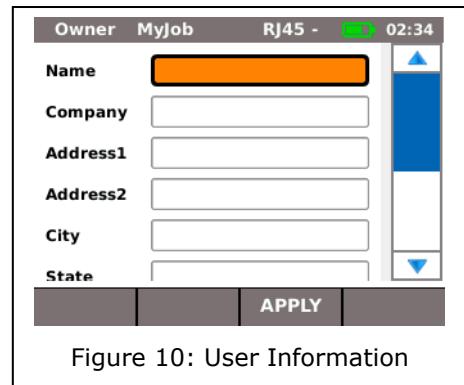 Owner MyJob RJ45 - 02:34
Name
Company
Address1
Address2
City
State
APPLY
Figure 10: User Information